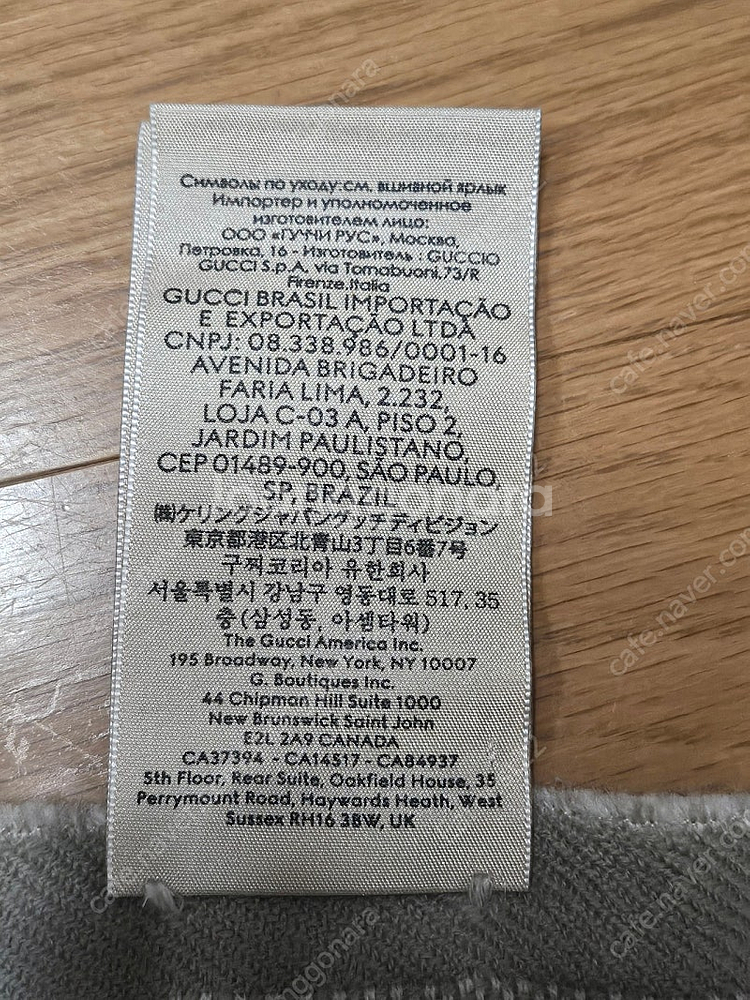 Символы по уходу:см. вшивной ярлык
Импортер и уполномоченное
изготовителем лицо:
ООО «ГУЧЧИ РУС», Москва,
Петровка, 16 - Изготовитель : GUCCIO
GUCCI S.p.A. via Tornabuoni,73/R
Firenze,Italia
GUCCI BRASIL IMPORTAÇÃO
E EXPORTAÇÃO LTDA
CNPJ: 08.338.986/0001-16
AVENIDA BRIGADEIRO
FARIA LIMA, 2.232,
LOJA C-03 A, PISO 2,
JARDIM PAULISTANO,
CEP 01489-900, SÃO PAULO,
SP, BRAZIL
㈱ケリングジャパングッチ ディビジョン
東京都港区北青山3丁目6番7号
구찌코리아 유한회사
서울특별시 강남구 영동대로 517, 35
층 (삼성동, 아셈타워)
The Gucci America Inc.
195 Broadway, New York, NY 10007
G. Boutiques Inc.
44 Chipman Hill Suite 1000
New Brunswick Saint John
E2L 2A9 CANADA
CA37394 - CA14517 - CA84937
5th Floor, Rear Suite, Oakfield House, 35
Perrymount Road, Haywards Heath, West
Sussex RH16 3BW, UK
cafe.naver.com